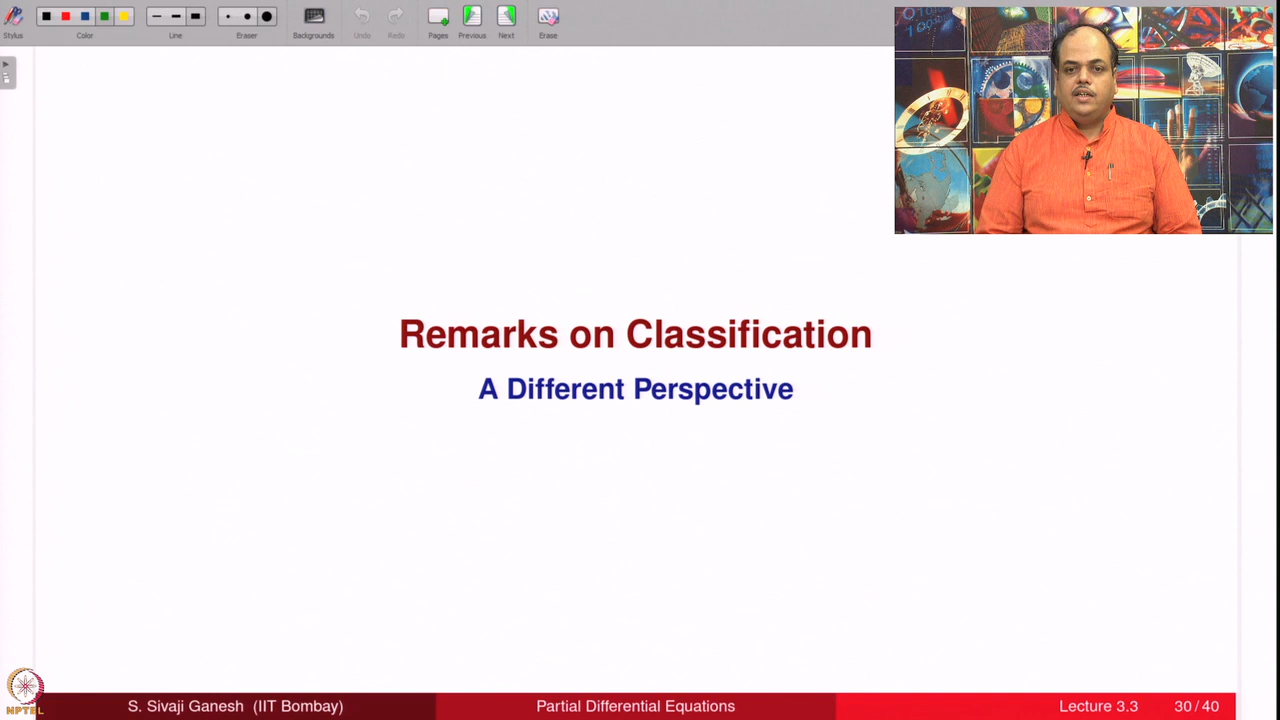 Stylus
Color
Line
Eraser
Backgrounds
Undo
Redo
Pages
Previous
Next
Erase
Remarks on Classification
A Different Perspective
NPTEL
S. Sivaji Ganesh (IIT Bombay)
Partial Differential Equations
Lecture 3.3
30 / 40